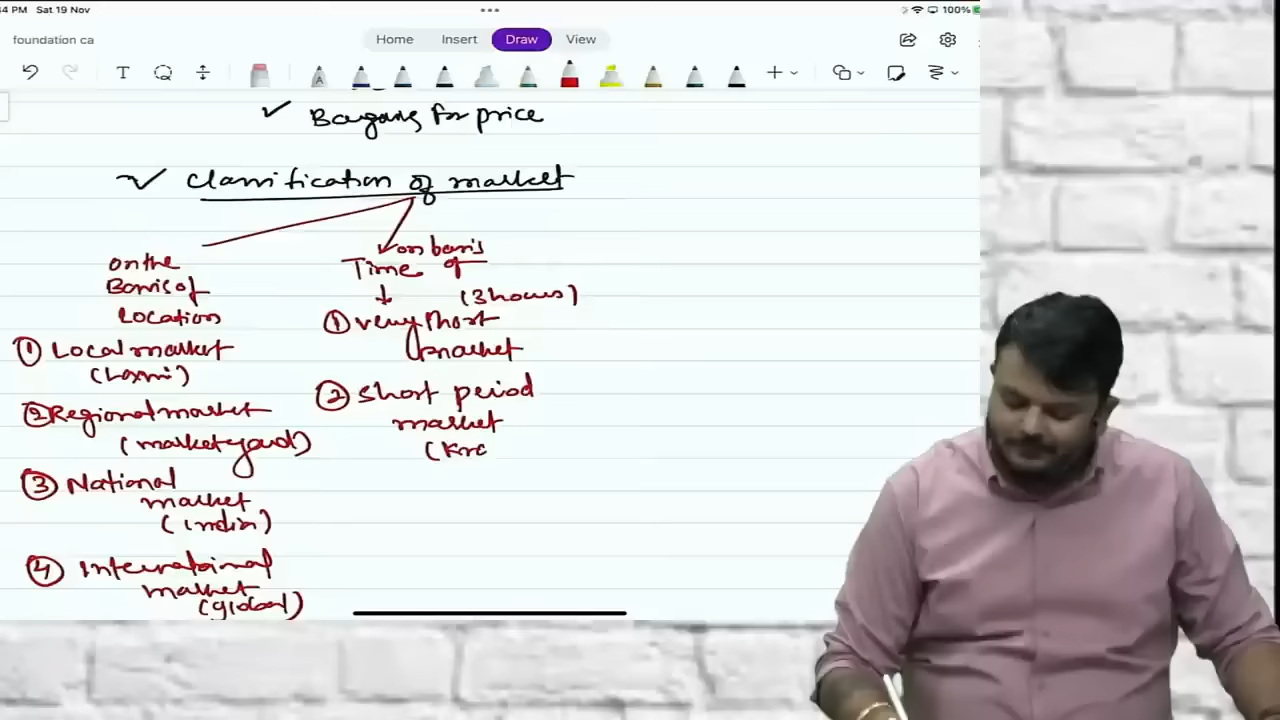 4 PM Sat 19 Nov
100%
foundation ca
Home Insert Draw View
for price
Classification of market
on the
Basis of
Location
on basis
Time of
(3 hours)
① Local market
(Laxmi)
② Regional market
(market yard)
③ National
market
(India)
④ International
market
(global)
① very short
market
② short period
market